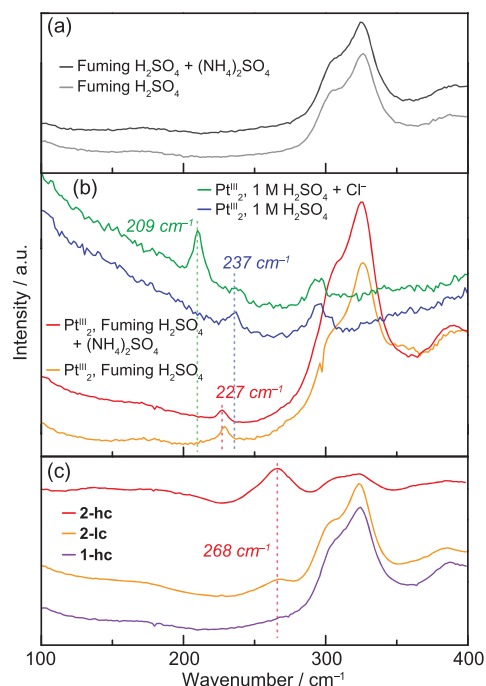 (a)
Fuming H₂SO₄ + (NH₄)₂SO₄
Fuming H₂SO₄
(b)
Ptᴵᴵᴵ₂, 1 M H₂SO₄ + Cl⁻
Ptᴵᴵᴵ₂, 1 M H₂SO₄
209 cm⁻¹
237 cm⁻¹
Ptᴵᴵᴵ₂, Fuming H₂SO₄
+ (NH₄)₂SO₄
Ptᴵᴵᴵ₂, Fuming H₂SO₄
227 cm⁻¹
Intensity / a.u.
(c)
2-hc
2-lc
1-hc
268 cm⁻¹
100 200 300 400
Wavenumber / cm⁻¹